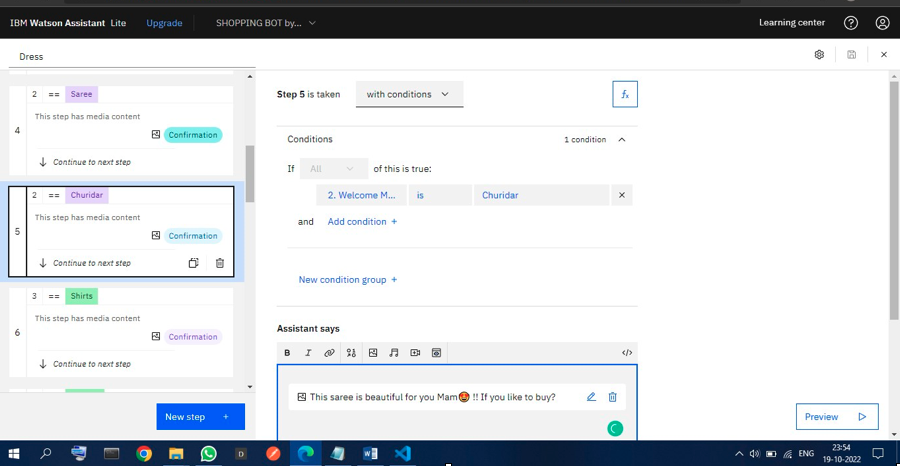 IBM Watson Assistant Lite Upgrade SHOPPING BOT by... Learning center
Dress
2 == Saree
This step has media content
4
Confirmation
Continue to next step
2 == Churidar
This step has media content
5
Confirmation
Continue to next step
3 == Shirts
This step has media content
6
Confirmation
Continue to next step
New step +
Step 5 is taken with conditions fx
Conditions 1 condition
If All of this is true:
2. Welcome M... is Churidar
and Add condition +
New condition group +
Assistant says
B I </>
This saree is beautiful for you Mam🤩 !! If you like to buy?
Preview
D W ENG 23:54
19-10-2022